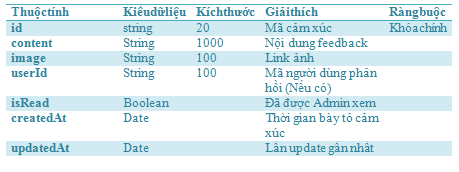 Thuộctính Kiểudữliệu Kíchthước Giảithích Ràngbuộc
id string 20 Mã cảm xúc Khóachính
content String 1000 Nội dung feedback
image String 100 Link ảnh
userId String 100 Mã người dùng phản
hồi (Nếu có)
isRead Boolean Đã được Admin xem
createdAt Date Thời gian bày tỏ cảm
xúc
updatedAt Date Lần update gần nhất